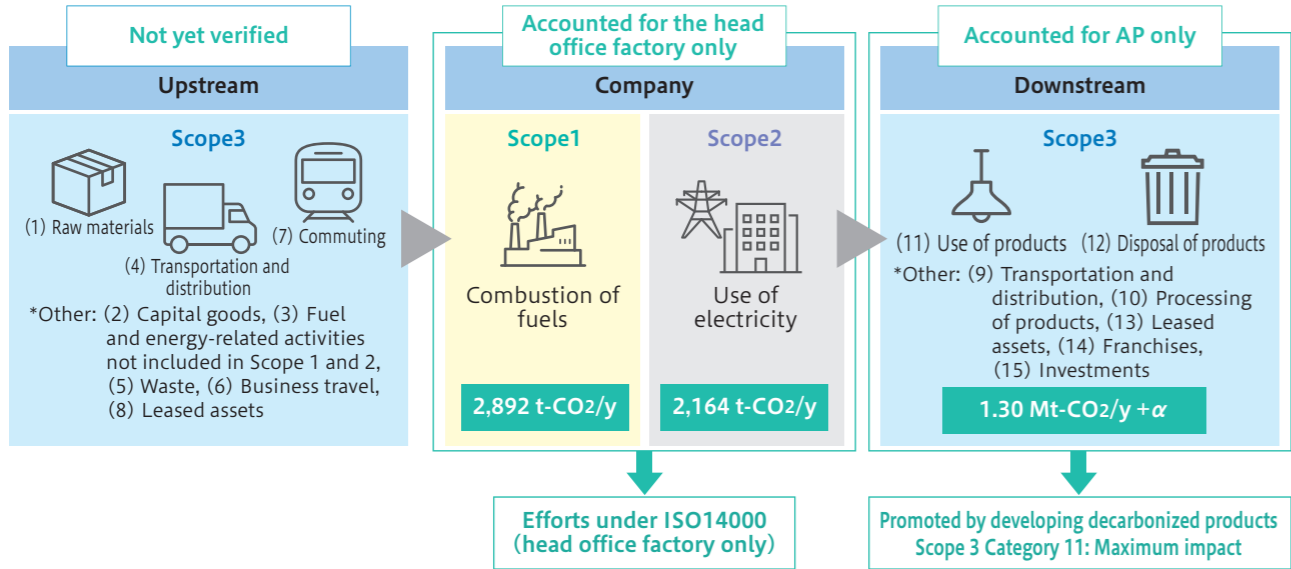 Not yet verified
Upstream
Scope3
(1) Raw materials
(4) Transportation and
distribution
(7) Commuting
*Other: (2) Capital goods, (3) Fuel
and energy-related activities
not included in Scope 1 and 2,
(5) Waste, (6) Business travel,
(8) Leased assets
Accounted for the head
office factory only
Company
Scope1
Combustion of
fuels
2,892 t-CO2/y
Scope2
Use of
electricity
2,164 t-CO2/y
Efforts under ISO14000
(head office factory only)
Accounted for AP only
Downstream
Scope3
(11) Use of products
(12) Disposal of products
*Other: (9) Transportation and
distribution, (10) Processing
of products, (13) Leased
assets, (14) Franchises,
(15) Investments
1.30 Mt-CO2/y +α
Promoted by developing decarbonized products
Scope 3 Category 11: Maximum impact